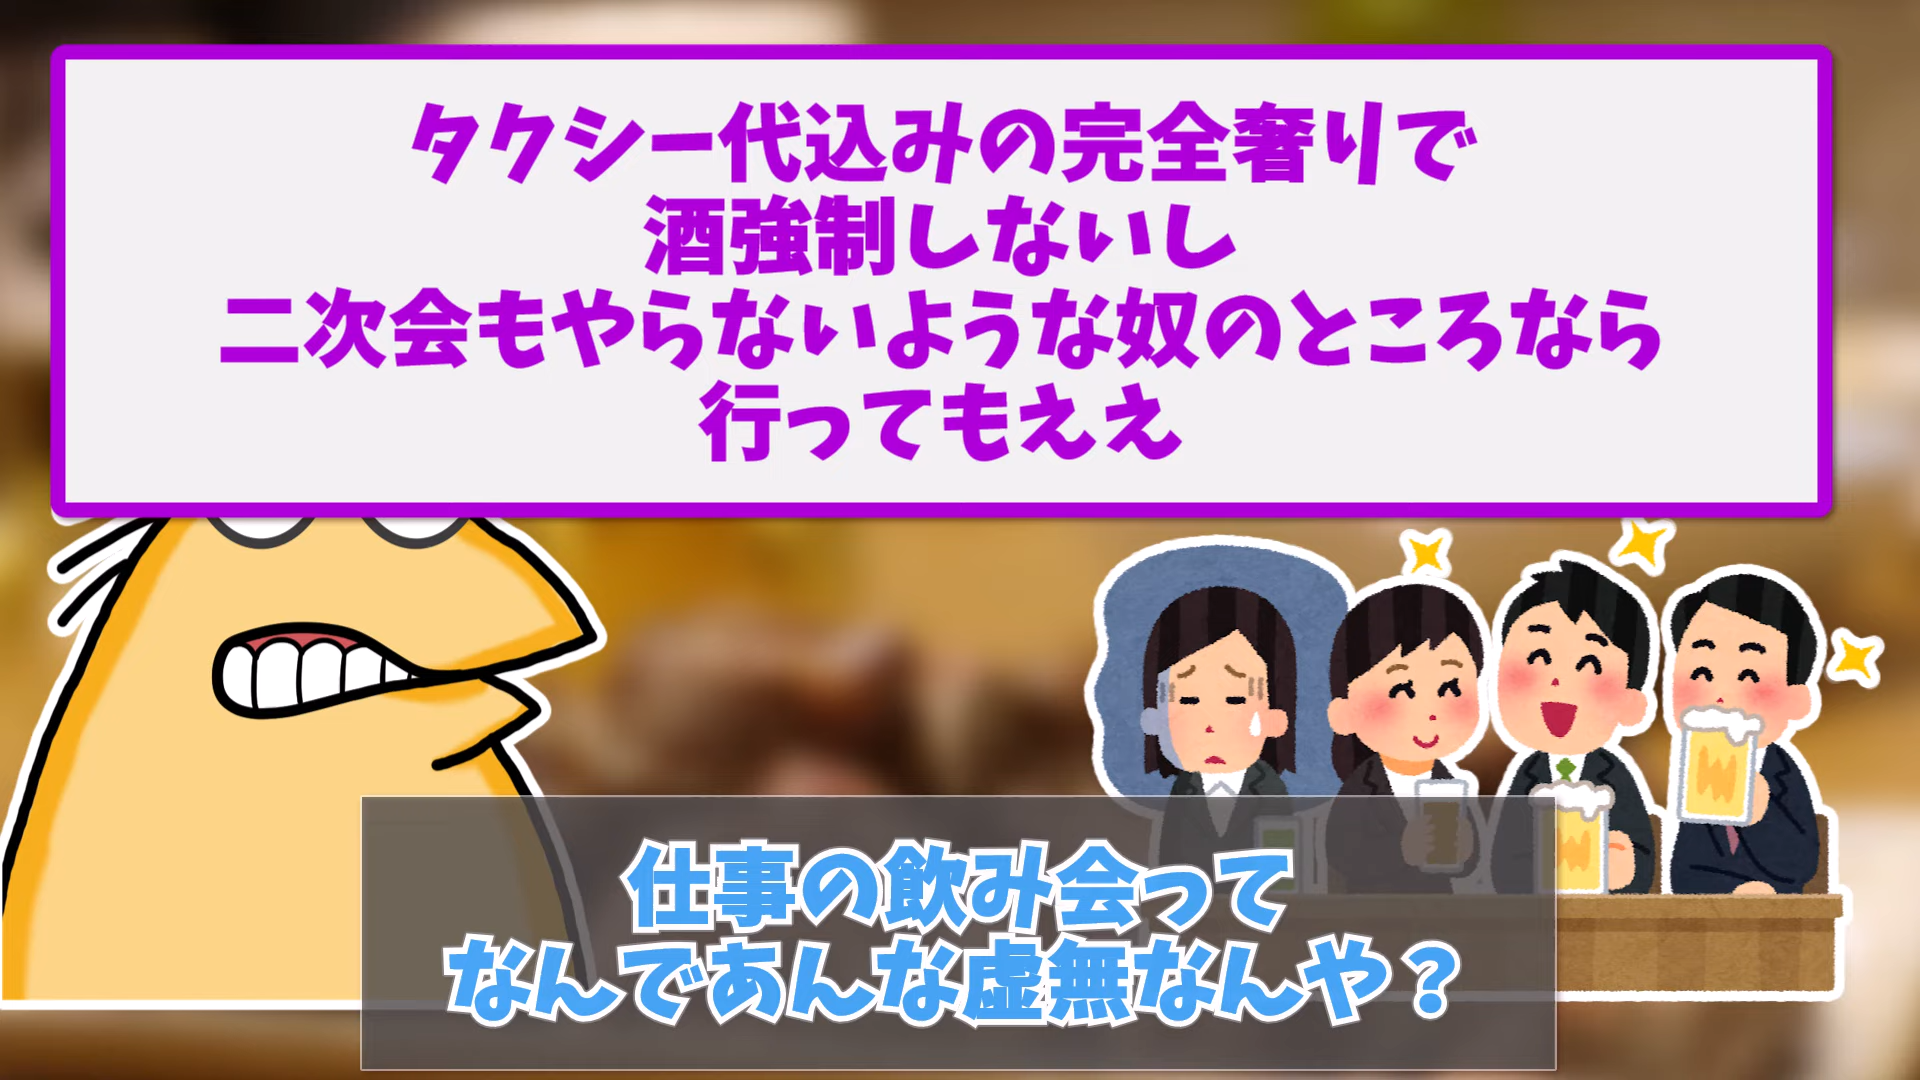 タクシー代込みの完全奢りで
酒強制しないし
二次会もやらないような奴のところなら
行ってもええ
仕事の飲み会って
なんであんな虚無なんや？